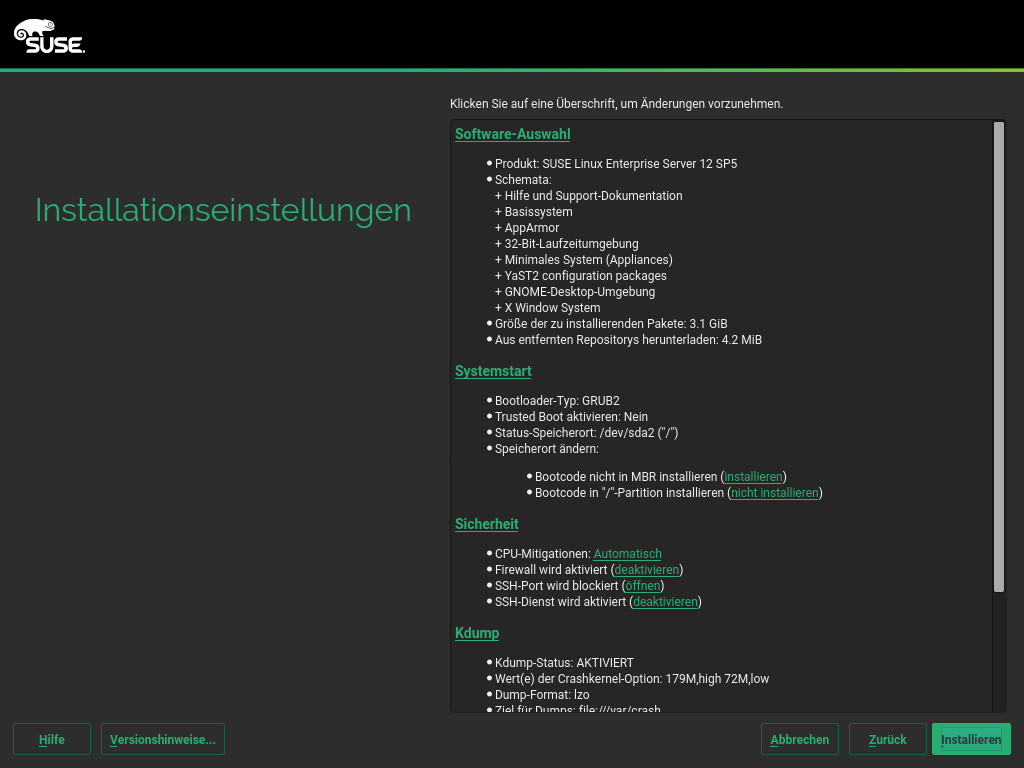 SUSE.
Klicken Sie auf eine Überschrift, um Änderungen vorzunehmen.
Installationseinstellungen
Software-Auswahl
• Produkt: SUSE Linux Enterprise Server 12 SP5
• Schemata:
+ Hilfe und Support-Dokumentation
+ Basissystem
+ AppArmor
+ 32-Bit-Laufzeitumgebung
+ Minimales System (Appliances)
+ YaST2 configuration packages
+ GNOME-Desktop-Umgebung
+ X Window System
• Größe der zu installierenden Pakete: 3.1 GiB
• Aus entfernten Repositorys herunterladen: 4.2 MiB
Systemstart
• Bootloader-Typ: GRUB2
• Trusted Boot aktivieren: Nein
• Status-Speicherort: /dev/sda2 ("/")
• Speicherort ändern:
• Bootcode nicht in MBR installieren (installieren)
• Bootcode in "/"-Partition installieren (nicht installieren)
Sicherheit
• CPU-Mitigationen: Automatisch
• Firewall wird aktiviert (deaktivieren)
• SSH-Port wird blockiert (öffnen)
• SSH-Dienst wird aktiviert (deaktivieren)
Kdump
• Kdump-Status: AKTIVIERT
• Wert(e) der Crashkernel-Option: 179M,high 72M,low
• Dump-Format: lzo
• Ziel für Dumps: file:///var/crash
Hilfe
Versionshinweise...
Abbrechen
Zurück
Installieren